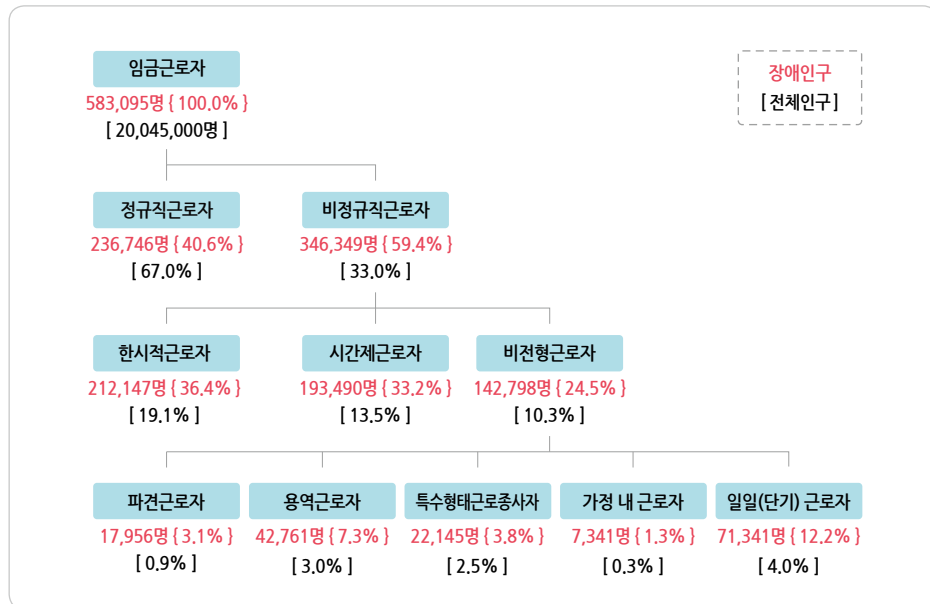 임금근로자
583,095명 { 100.0% }
[ 20,045,000명 ]
장애인구
[ 전체인구 ]
정규직근로자
236,746명 { 40.6% }
[ 67.0% ]
비정규직근로자
346,349명 { 59.4% }
[ 33.0% ]
한시적근로자
212,147명 { 36.4% }
[ 19.1% ]
시간제근로자
193,490명 { 33.2% }
[ 13.5% ]
비전형근로자
142,798명 { 24.5% }
[ 10.3% ]
파견근로자
17,956명 { 3.1% }
[ 0.9% ]
용역근로자
42,761명 { 7.3% }
[ 3.0% ]
특수형태근로종사자
22,145명 { 3.8% }
[ 2.5% ]
가정 내 근로자
7,341명 { 1.3% }
[ 0.3% ]
일일(단기) 근로자
71,341명 { 12.2% }
[ 4.0% ]